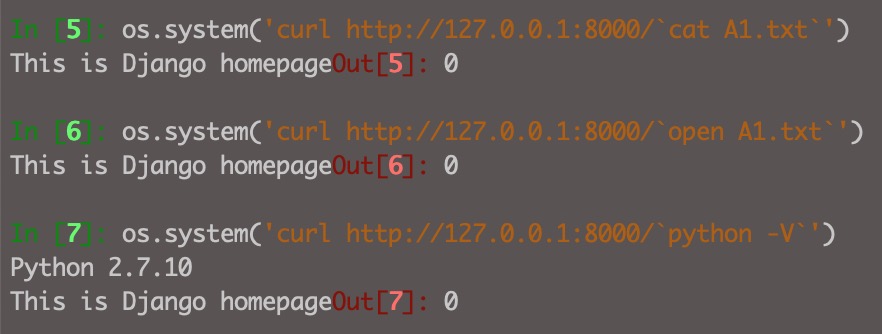 In [5]: os.system('curl http://127.0.0.1:8000/`cat A1.txt`')
This is Django homepageOut[5]: 0
In [6]: os.system('curl http://127.0.0.1:8000/`open A1.txt`')
This is Django homepageOut[6]: 0
In [7]: os.system('curl http://127.0.0.1:8000/`python -V`')
Python 2.7.10
This is Django homepageOut[7]: 0